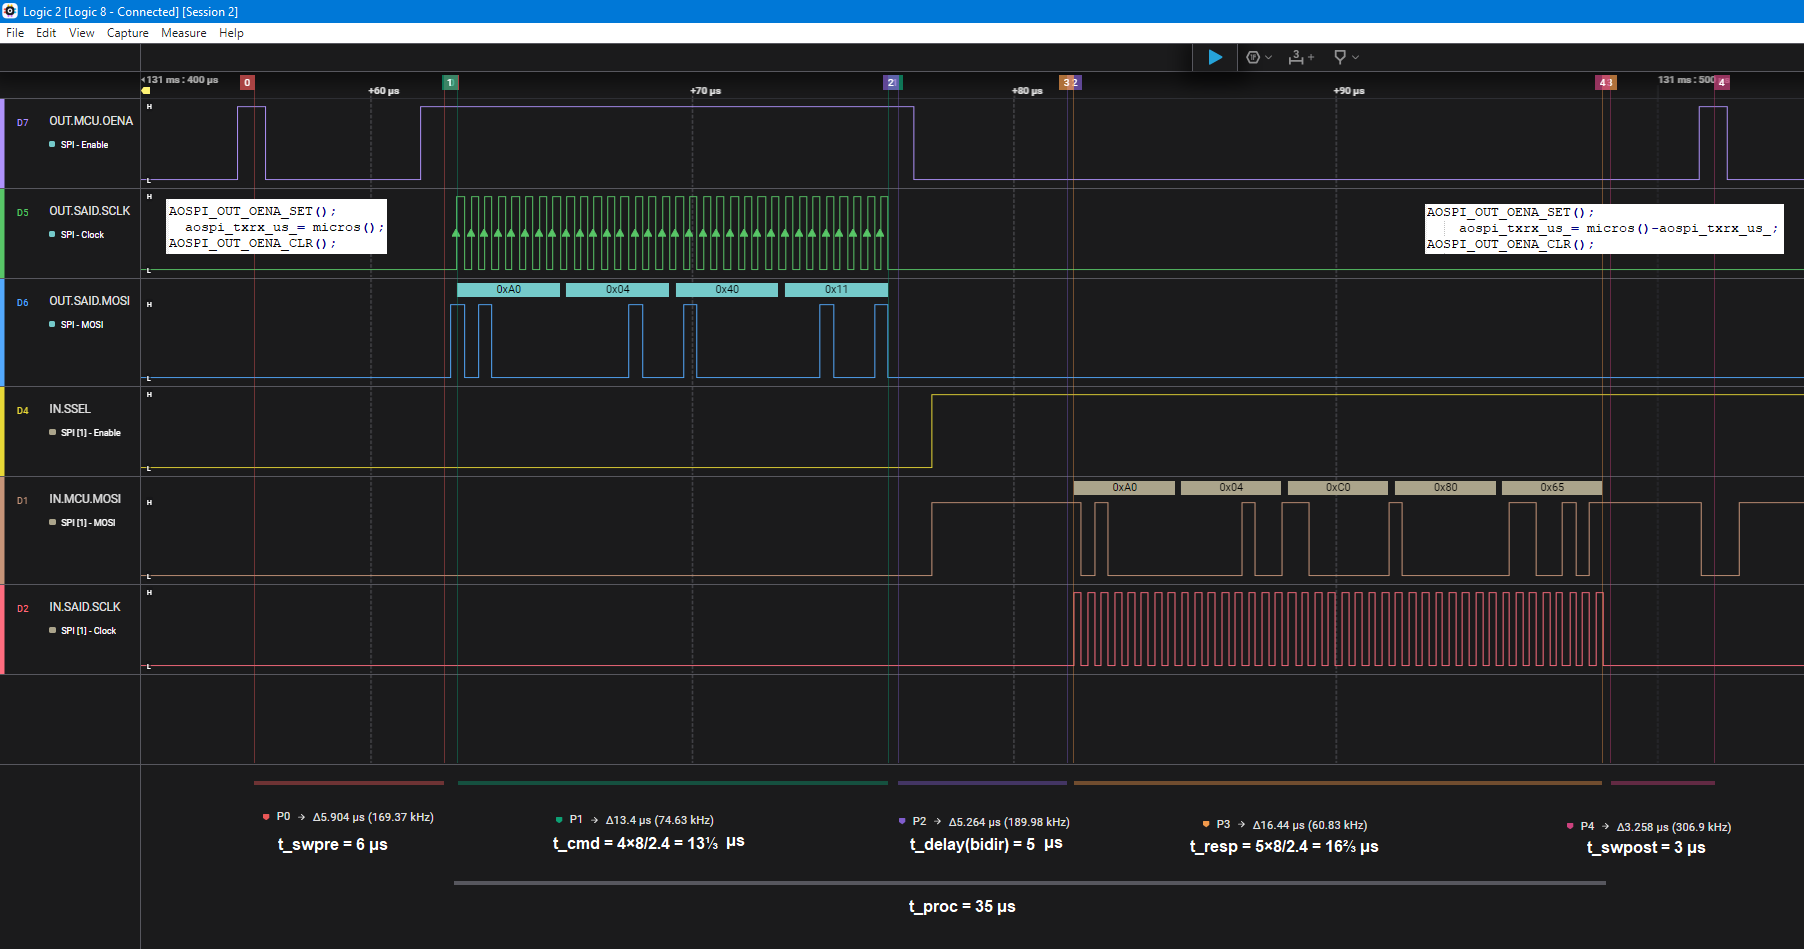 Logic 2 [Logic 8 - Connected] [Session 2]
File Edit View Capture Measure Help
131 ms : 400 µs
0
1
2
3 2
4
131 ms : 500
4
+60 µs
+70 µs
+80 µs
+90 µs
D7 OUT.MCU.OENA
SPI - Enable
H
L
D5 OUT.SAID.SCLK
SPI - Clock
H
L
AOSPI_OUT_OENA_SET();
aospi_txrx_us_= micros();
AOSPI_OUT_OENA_CLR();
AOSPI_OUT_OENA_SET();
aospi_txrx_us_= micros()-aospi_txrx_us_;
AOSPI_OUT_OENA_CLR();
D6 OUT.SAID.MOSI
SPI - MOSI
H
L
0xA0 0x04 0x40 0x11
D4 IN.SSEL
SPI [1] - Enable
H
L
D1 IN.MCU.MOSI
SPI [1] - MOSI
H
L
0xA0 0x04 0xC0 0x80 0x65
D2 IN.SAID.SCLK
SPI [1] - Clock
H
L
P0 → Δ5.904 µs (169.37 kHz)
t_swpre = 6 µs
P1 → Δ13.4 µs (74.63 kHz)
t_cmd = 4×8/2.4 = 13⅓ µs
P2 → Δ5.264 µs (189.98 kHz)
t_delay(bidir) = 5 µs
P3 → Δ16.44 µs (60.83 kHz)
t_resp = 5×8/2.4 = 16⅔ µs
P4 → Δ3.258 µs (306.9 kHz)
t_swpost = 3 µs
t_proc = 35 µs